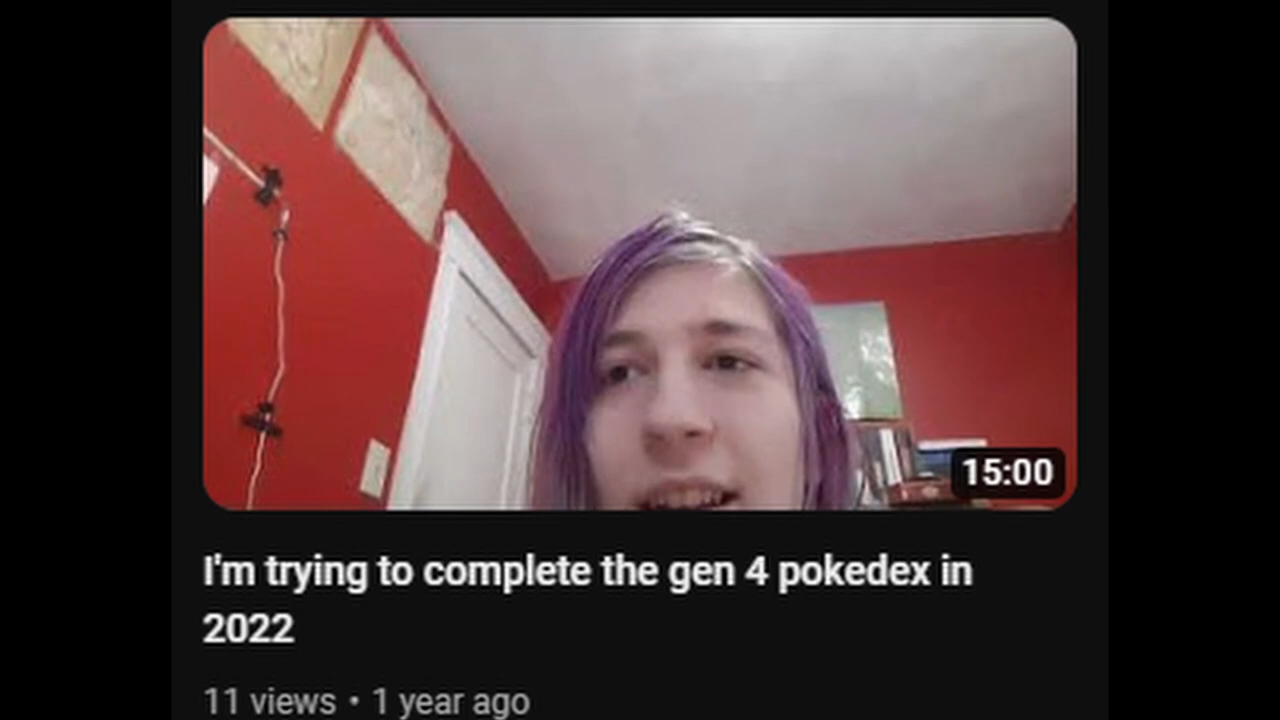 15:00
I'm trying to complete the gen 4 pokedex in
2022
11 views • 1 year ago